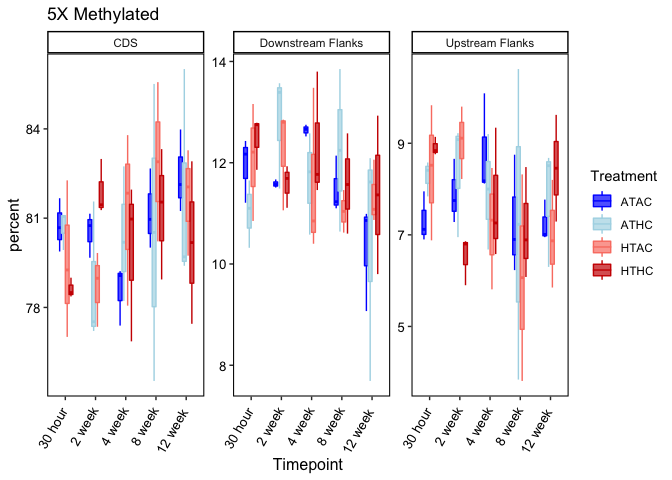 5X Methylated
CDS
Downstream Flanks
Upstream Flanks
percent
84
81
78
14
12
10
8
9
7
5
30 hour
2 week
4 week
8 week
12 week
30 hour
2 week
4 week
8 week
12 week
30 hour
2 week
4 week
8 week
12 week
Timepoint
Treatment
ATAC
ATHC
HTAC
HTHC